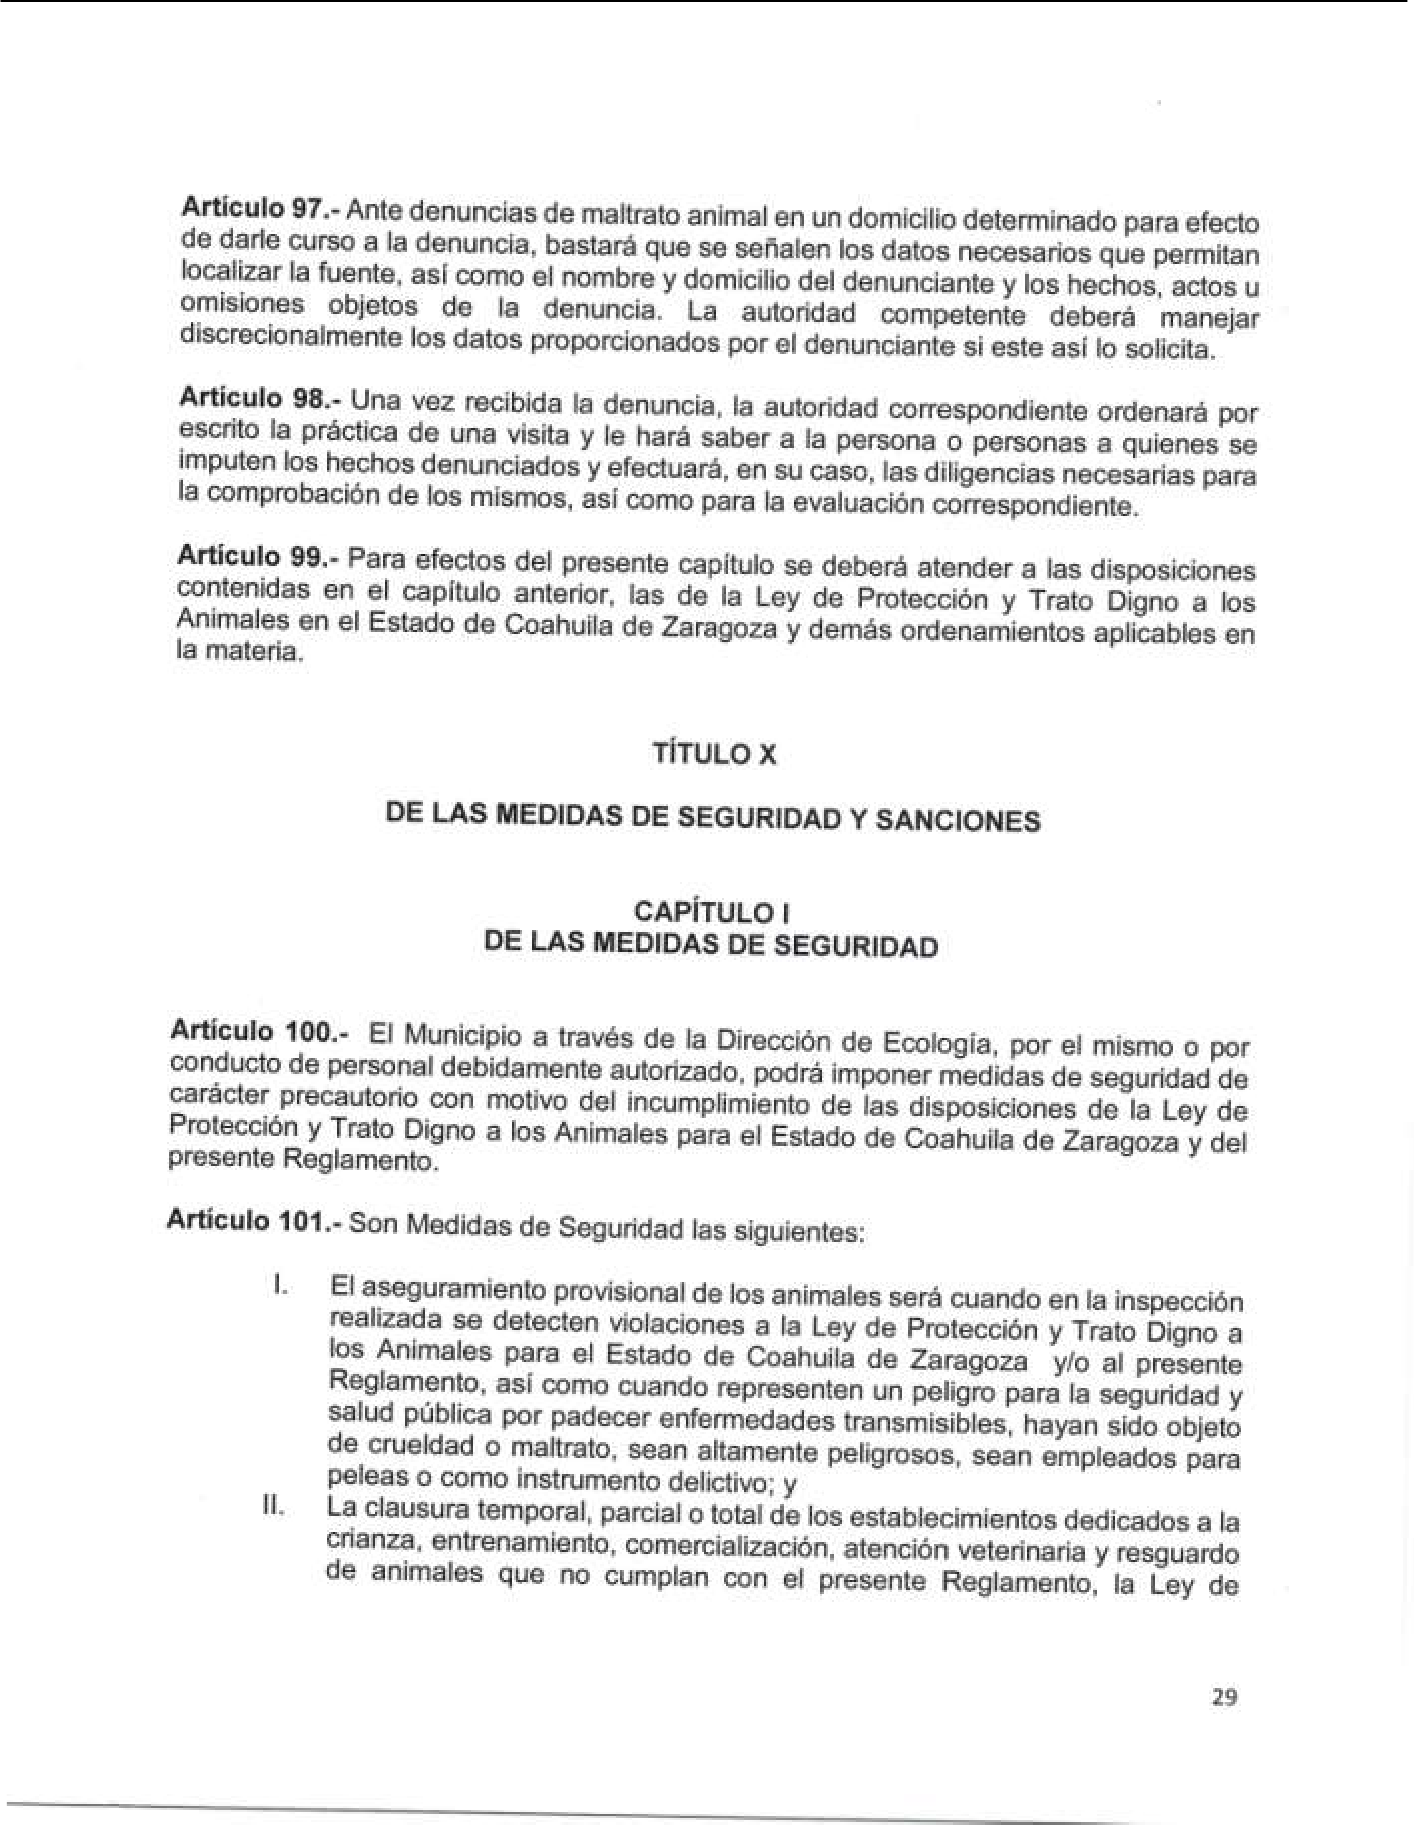 Artículo 97.- Ante denuncias de maltrato animal en un domicilio determinado para efecto
de darle curso a la denuncia, bastará que se señalen los datos necesarios que permitan
localizar la fuente, así como el nombre y domicilio del denunciante y los hechos, actos u
omisiones objetos de la denuncia. La autoridad competente deberá manejar
discrecionalmente los datos proporcionados por el denunciante si este así lo solicita.
Artículo 98.- Una vez recibida la denuncia, la autoridad correspondiente ordenará por
escrito la práctica de una visita y le hará saber a la persona o personas a quienes se
imputen los hechos denunciados y efectuará, en su caso, las diligencias necesarias para
la comprobación de los mismos, así como para la evaluación correspondiente.
Artículo 99.- Para efectos del presente capítulo se deberá atender a las disposiciones
contenidas en el capítulo anterior, las de la Ley de Protección y Trato Digno a los
Animales en el Estado de Coahuila de Zaragoza y demás ordenamientos aplicables en
la materia.
TÍTULO X
DE LAS MEDIDAS DE SEGURIDAD Y SANCIONES
CAPÍTULO I
DE LAS MEDIDAS DE SEGURIDAD
Artículo 100.- El Municipio a través de la Dirección de Ecología, por el mismo o por
conducto de personal debidamente autorizado, podrá imponer medidas de seguridad de
carácter precautorio con motivo del incumplimiento de las disposiciones de la Ley de
Protección y Trato Digno a los Animales para el Estado de Coahuila de Zaragoza y del
presente Reglamento.
Artículo 101.- Son Medidas de Seguridad las siguientes:
I. El aseguramiento provisional de los animales será cuando en la inspección
realizada se detecten violaciones a la Ley de Protección y Trato Digno a
los Animales para el Estado de Coahuila de Zaragoza y/o al presente
Reglamento, así como cuando representen un peligro para la seguridad y
salud pública por padecer enfermedades transmisibles, hayan sido objeto
de crueldad o maltrato, sean altamente peligrosos, sean empleados para
peleas o como instrumento delictivo; y
II. La clausura temporal, parcial o total de los establecimientos dedicados a la
crianza, entrenamiento, comercialización, atención veterinaria y resguardo
de animales que no cumplan con el presente Reglamento, la Ley de
29